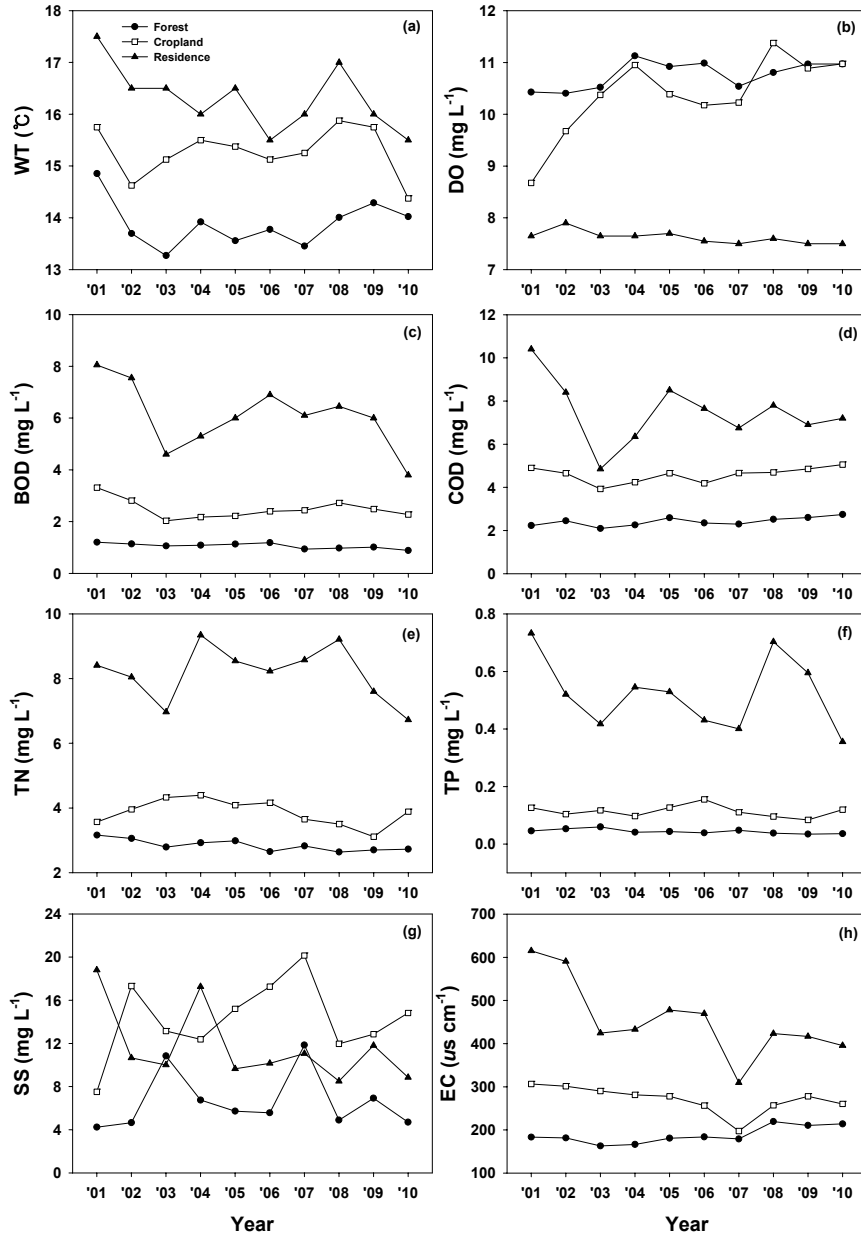 (a)
Forest
Cropland
Residence
WT (℃)
18
17
16
15
14
13
'01 '02 '03 '04 '05 '06 '07 '08 '09 '10
(b)
DO (mg L⁻¹)
12
11
10
9
8
7
'01 '02 '03 '04 '05 '06 '07 '08 '09 '10
(c)
BOD (mg L⁻¹)
10
8
6
4
2
0
'01 '02 '03 '04 '05 '06 '07 '08 '09 '10
(d)
COD (mg L⁻¹)
12
10
8
6
4
2
0
'01 '02 '03 '04 '05 '06 '07 '08 '09 '10
(e)
TN (mg L⁻¹)
10
8
6
4
2
'01 '02 '03 '04 '05 '06 '07 '08 '09 '10
(f)
TP (mg L⁻¹)
0.8
0.6
0.4
0.2
0.0
'01 '02 '03 '04 '05 '06 '07 '08 '09 '10
(g)
SS (mg L⁻¹)
24
20
16
12
8
4
0
'01 '02 '03 '04 '05 '06 '07 '08 '09 '10
Year
(h)
EC (us cm⁻¹)
700
600
500
400
300
200
100
'01 '02 '03 '04 '05 '06 '07 '08 '09 '10
Year